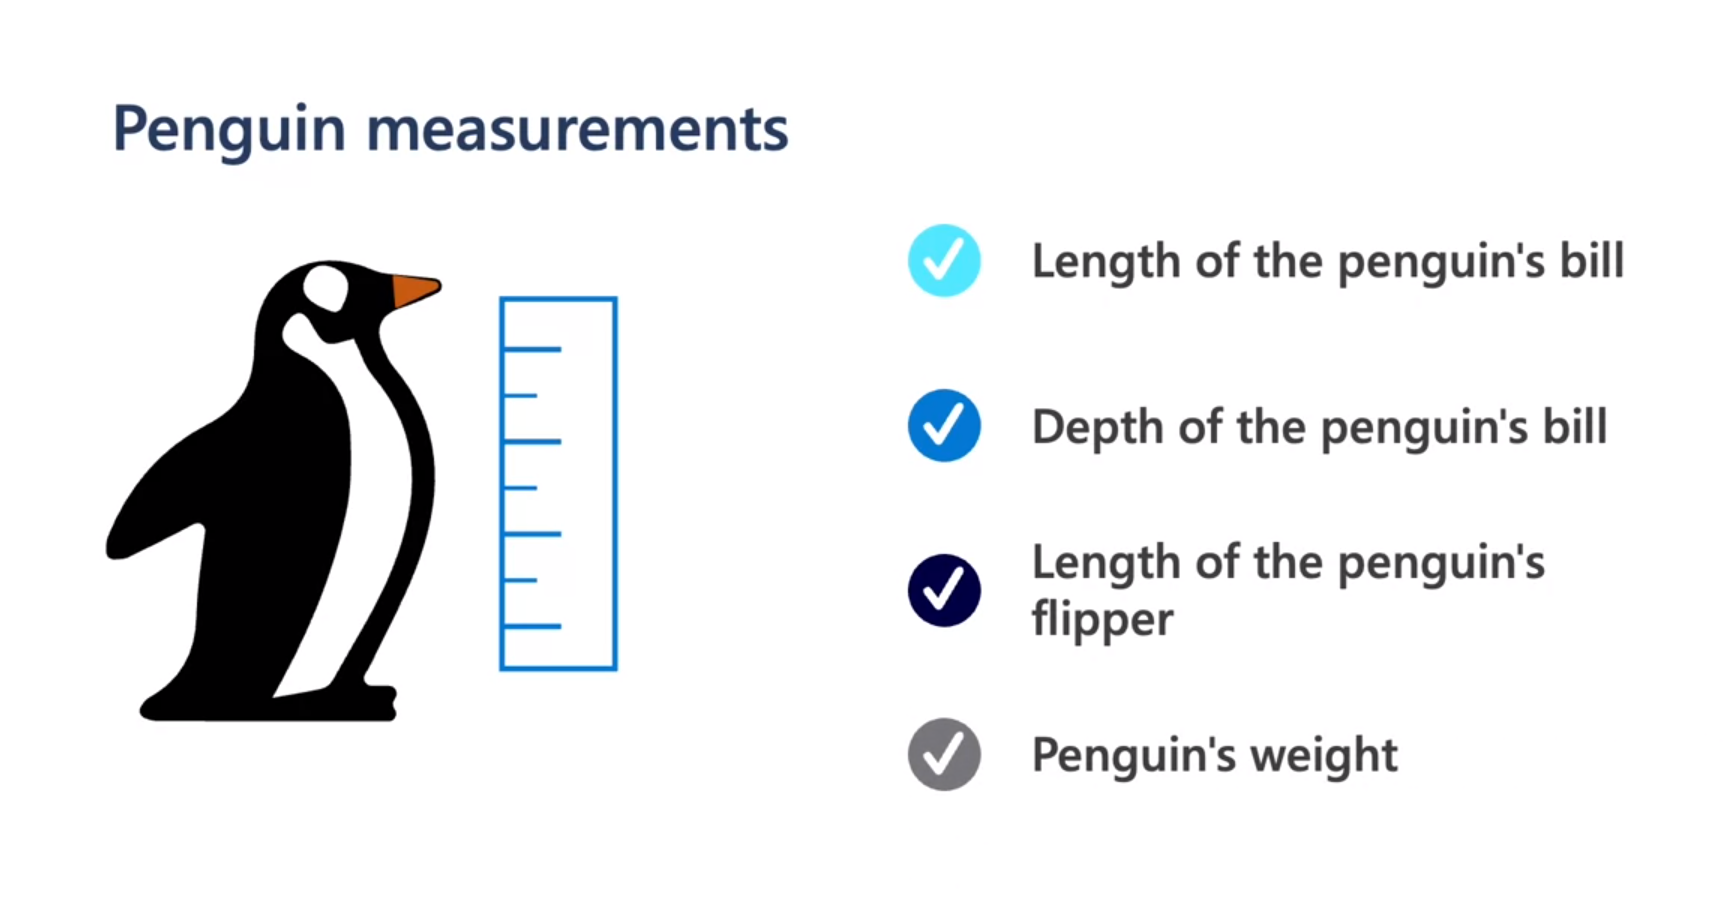 Penguin measurements
Length of the penguin's bill
Depth of the penguin's bill
Length of the penguin's
flipper
Penguin's weight